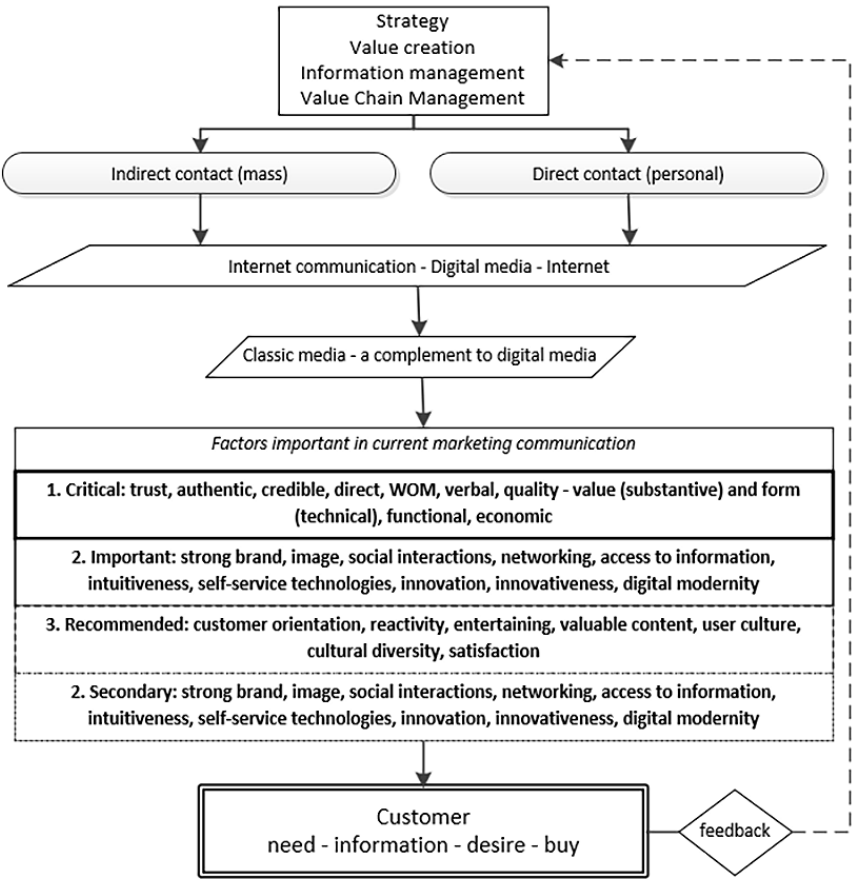 Strategy
Value creation
Information management
Value Chain Management
Indirect contact (mass)
Direct contact (personal)
Internet communication - Digital media - Internet
Classic media - a complement to digital media
Factors important in current marketing communication
1. Critical: trust, authentic, credible, direct, WOM, verbal, quality - value (substantive) and form
(technical), functional, economic
2. Important: strong brand, image, social interactions, networking, access to information,
intuitiveness, self-service technologies, innovation, innovativeness, digital modernity
3. Recommended: customer orientation, reactivity, entertaining, valuable content, user culture,
cultural diversity, satisfaction
2. Secondary: strong brand, image, social interactions, networking, access to information,
intuitiveness, self-service technologies, innovation, innovativeness, digital modernity
Customer
need - information - desire - buy
feedback